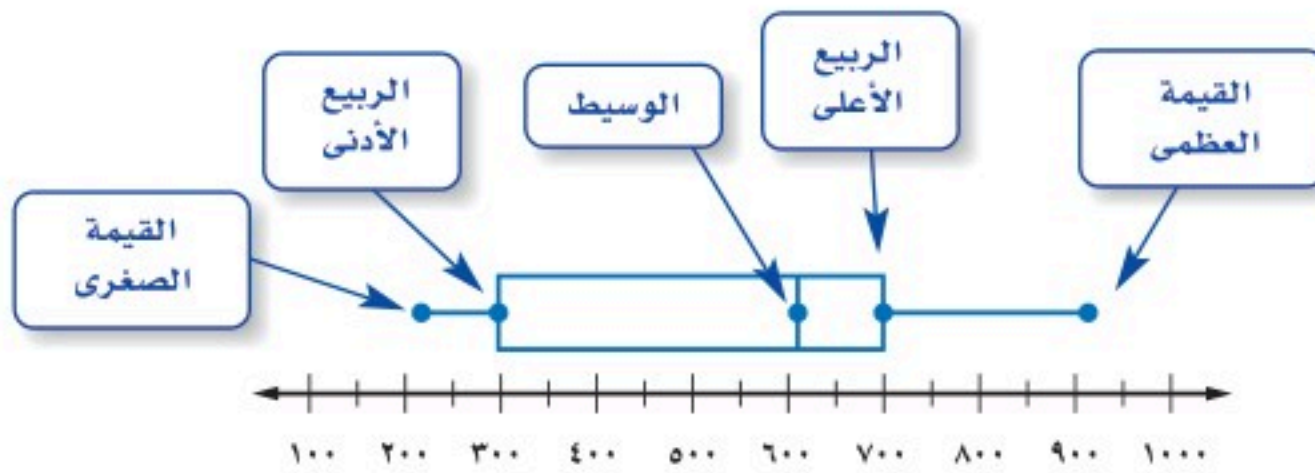 القيمة
العظمى
الربيع
الأعلى
الوسيط
الربيع
الأدنى
القيمة
الصغرى
١٠٠ ٢٠٠ ٣٠٠ ٤٠٠ ٥٠٠ ٦٠٠ ٧٠٠ ٨٠٠ ٩٠٠ ١٠٠٠